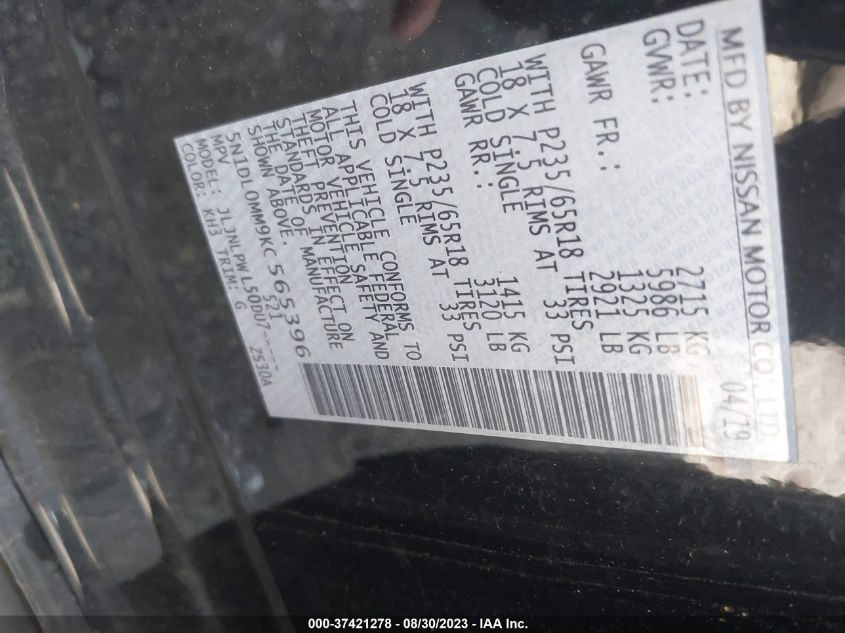 MFD BY NISSAN MOTOR CO., LTD.
DATE: 04/19
GVWR: 2715 KG
5986 LB
GAWR FR.: 1325 KG
2921 LB
WITH P235/65R18 TIRES
18 X 7.5 RIMS AT 33 PSI
COLD SINGLE
GAWR RR.: 1415 KG
3120 LB
WITH P235/65R18 TIRES
18 X 7.5 RIMS AT 33 PSI
COLD SINGLE
THIS VEHICLE CONFORMS TO
ALL APPLICABLE FEDERAL
MOTOR VEHICLE SAFETY AND
THEFT PREVENTION
STANDARDS IN EFFECT ON
THE DATE OF MANUFACTURE
SHOWN ABOVE.
5N1DL0MM9KC565396
MPV S21
MODEL: JLJNLPWL50DU7-----
COLOR: KH3 TRIM: G 2S30A
000-37421278 - 08/30/2023 - IAA Inc.